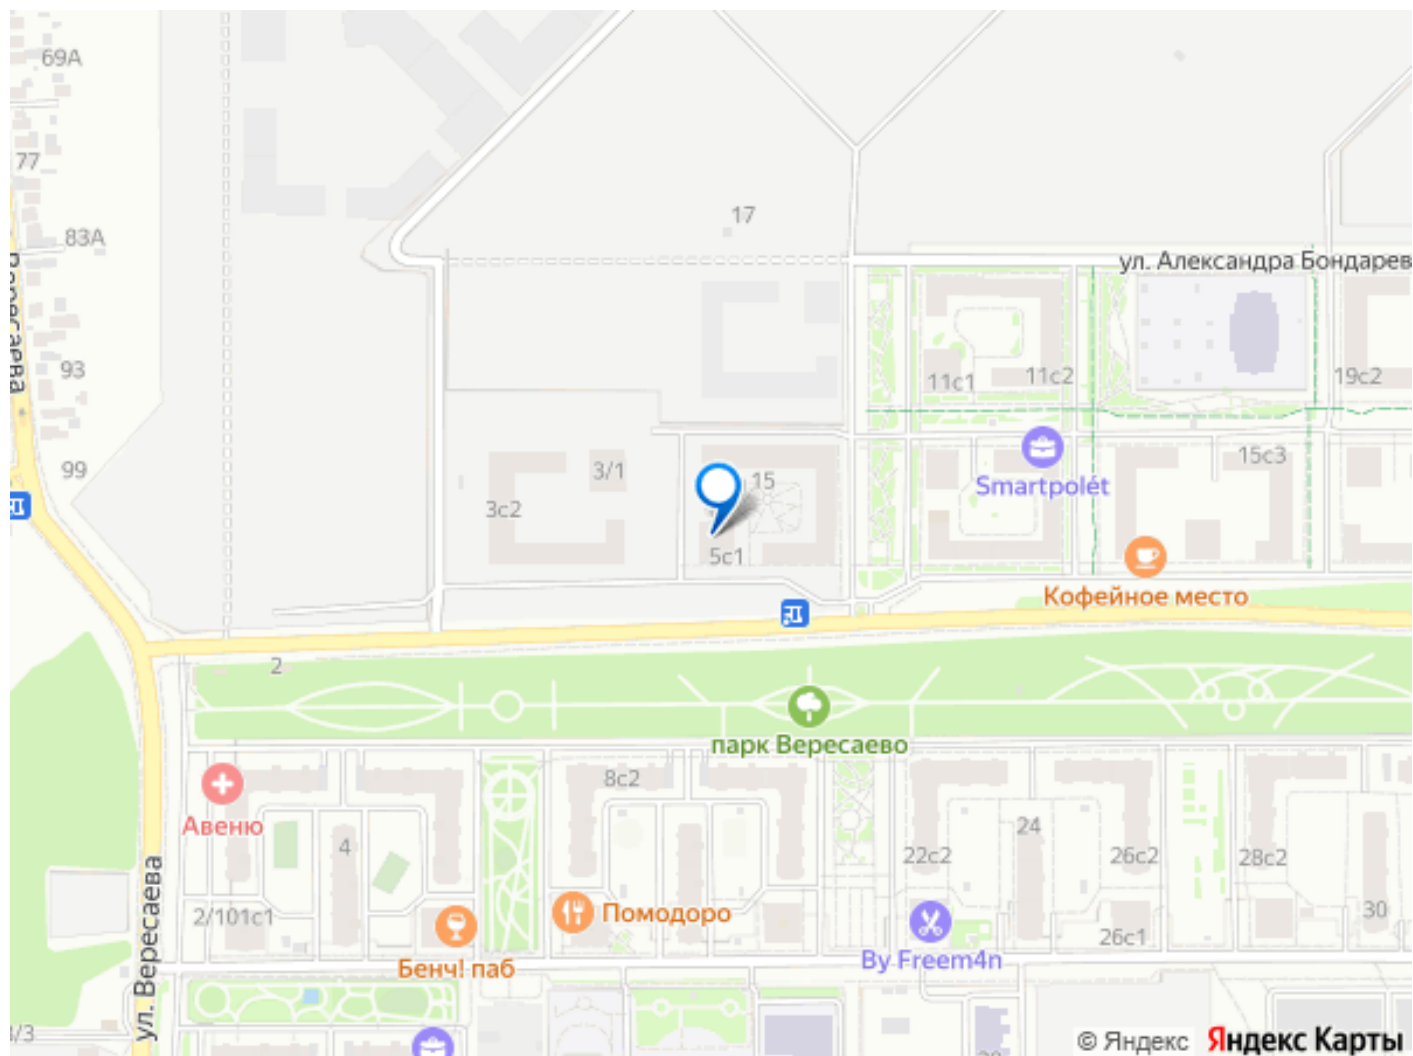 69А
77
17
83А
ул. Александра Бондарев
Вересаева
93
11с1
11с2
19с2
99
3/1
15
Smartpolét
15с3
3с2
5с1
Кофейное место
2
парк Вересаево
8с2
Авеню
4
24
22с2
26с2
28с2
ул. Вересаева
2/101с1
Помодоро
30
26с1
Бенч! паб
By Freem4n
/3
© Яндекс
Яндекс Карты